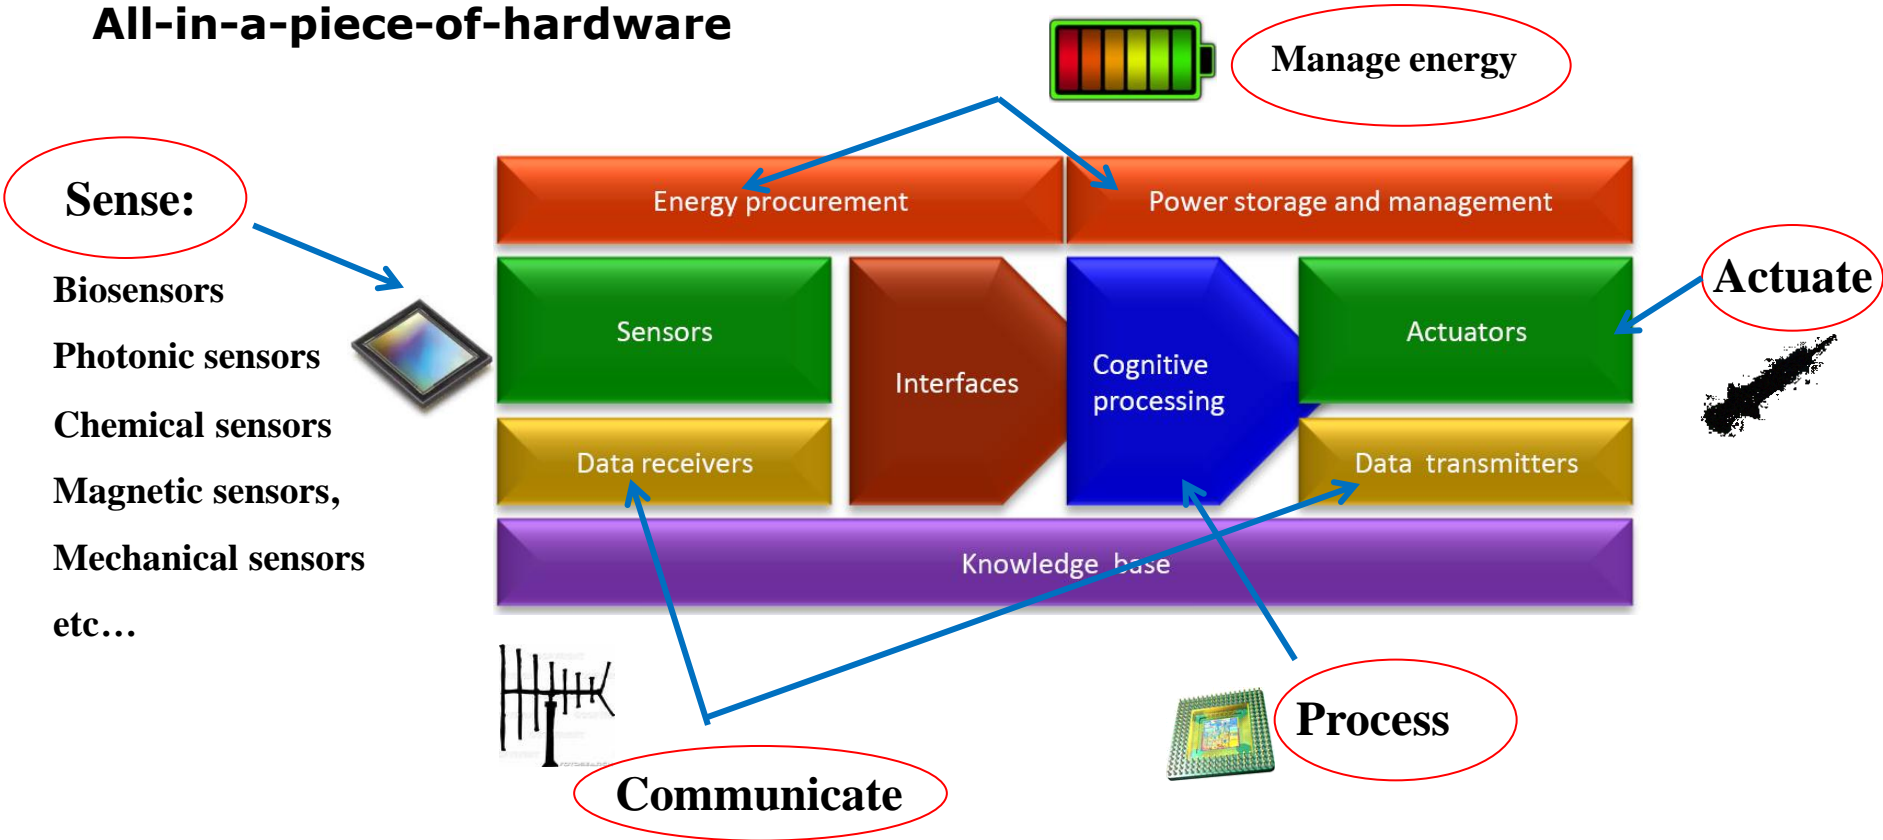 All-in-a-piece-of-hardware
Manage energy
Sense:
Biosensors
Photonic sensors
Chemical sensors
Magnetic sensors,
Mechanical sensors
etc…
Energy procurement
Power storage and management
Sensors
Interfaces
Cognitive
processing
Actuators
Actuate
Data receivers
Data transmitters
Knowledge base
Process
Communicate